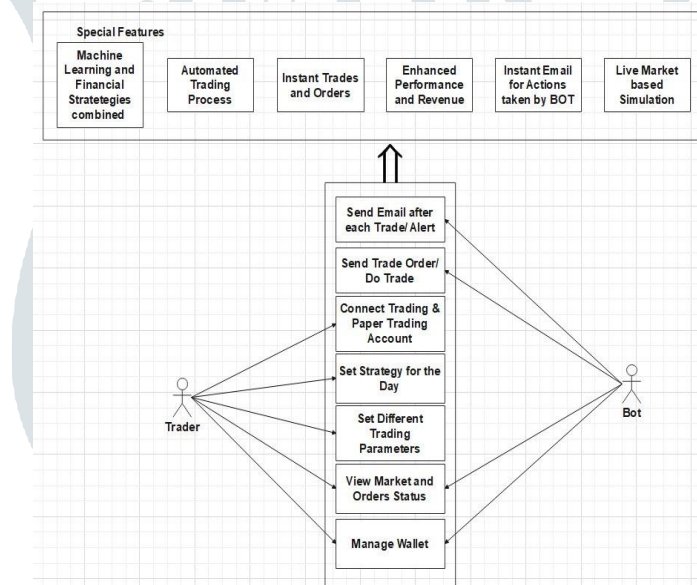 Special Features
Machine
Learning and
Financial
Stratetegies
combined
Automated
Trading
Process
Instant Trades
and Orders
Enhanced
Performance
and Revenue
Instant Email
for Actions
taken by BOT
Live Market
based
Simulation
Send Email after
each Trade/ Alert
Send Trade Order/
Do Trade
Connect Trading &
Paper Trading
Account
Set Strategy for the
Day
Set Different
Trading
Parameters
View Market and
Orders Status
Manage Wallet
Trader
Bot